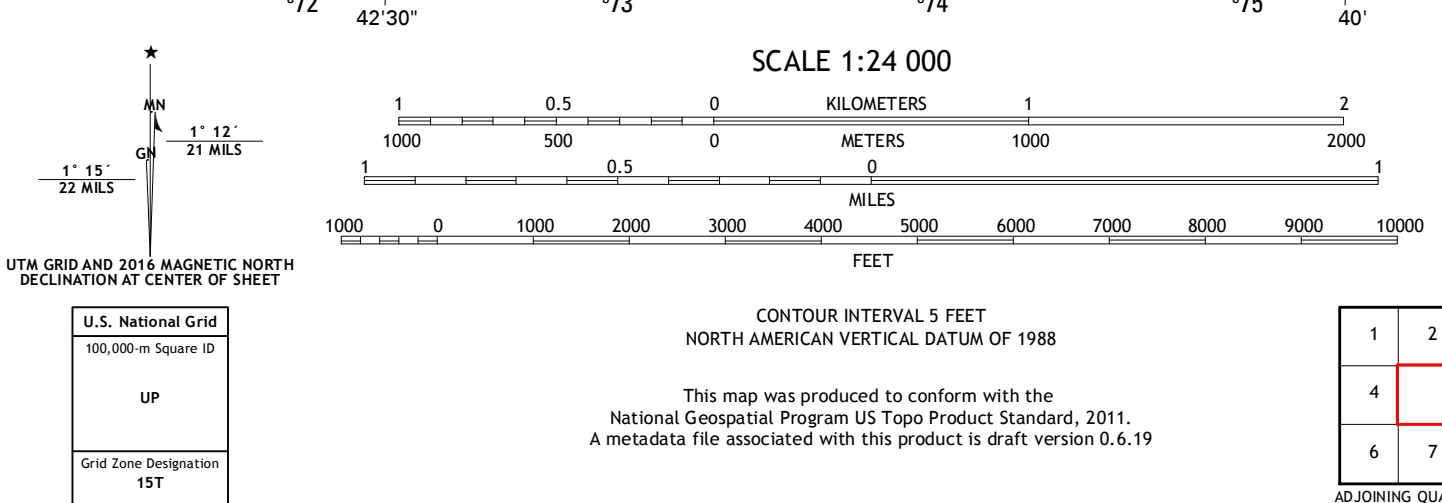 ⁰72 ⁰73 ⁰74 ⁰75
42'30" 40'
SCALE 1:24 000
MN
1° 12´
21 MILS
GN
1° 15´
22 MILS
UTM GRID AND 2016 MAGNETIC NORTH
DECLINATION AT CENTER OF SHEET
1 0.5 0 KILOMETERS 1 2
1000 500 0 METERS 1000 2000
1 0.5 0 1
MILES
1000 0 1000 2000 3000 4000 5000 6000 7000 8000 9000 10000
FEET
U.S. National Grid
100,000-m Square ID
UP
Grid Zone Designation
15T
CONTOUR INTERVAL 5 FEET
NORTH AMERICAN VERTICAL DATUM OF 1988
This map was produced to conform with the
National Geospatial Program US Topo Product Standard, 2011.
A metadata file associated with this product is draft version 0.6.19
1 2
4
6 7
ADJOINING QUA